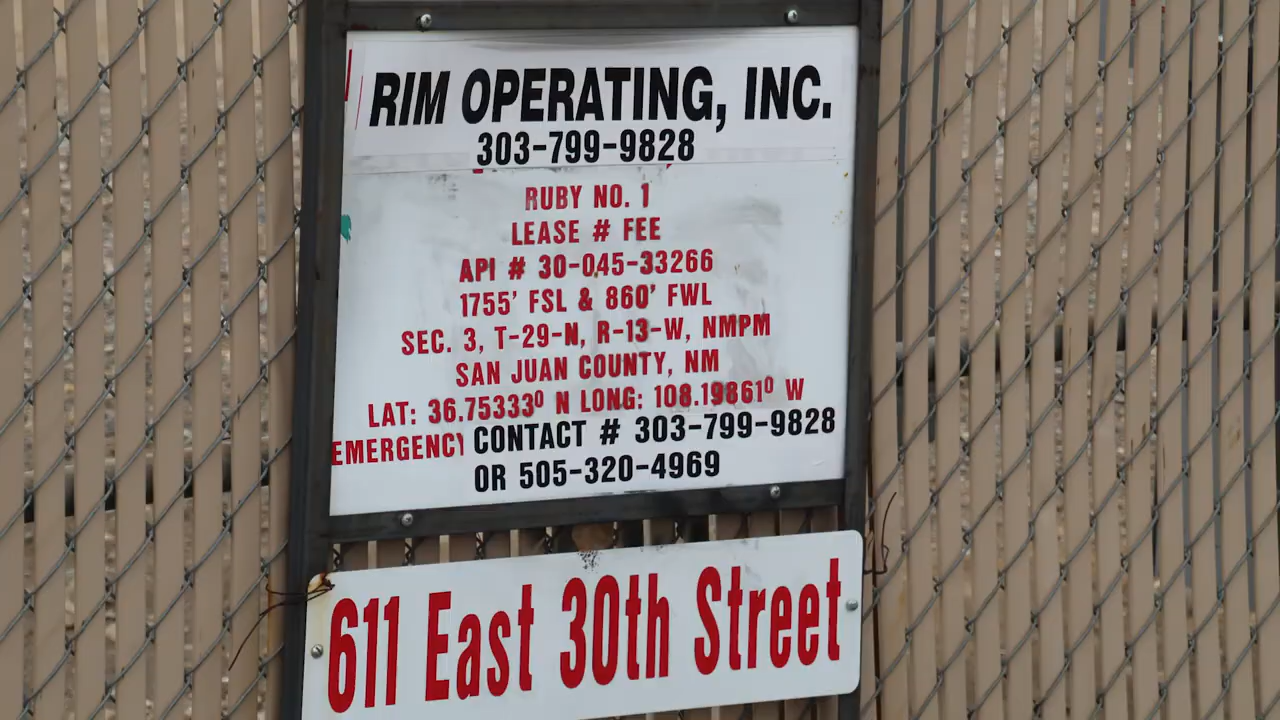 RIM OPERATING, INC.
303-799-9828
RUBY NO. 1
LEASE # FEE
API # 30-045-33266
1755' FSL & 860' FWL
SEC. 3, T-29-N, R-13-W, NMPM
SAN JUAN COUNTY, NM
LAT: 36.75333⁰ N LONG: 108.19861⁰ W
EMERGENCY CONTACT # 303-799-9828
OR 505-320-4969
611 East 30th Street